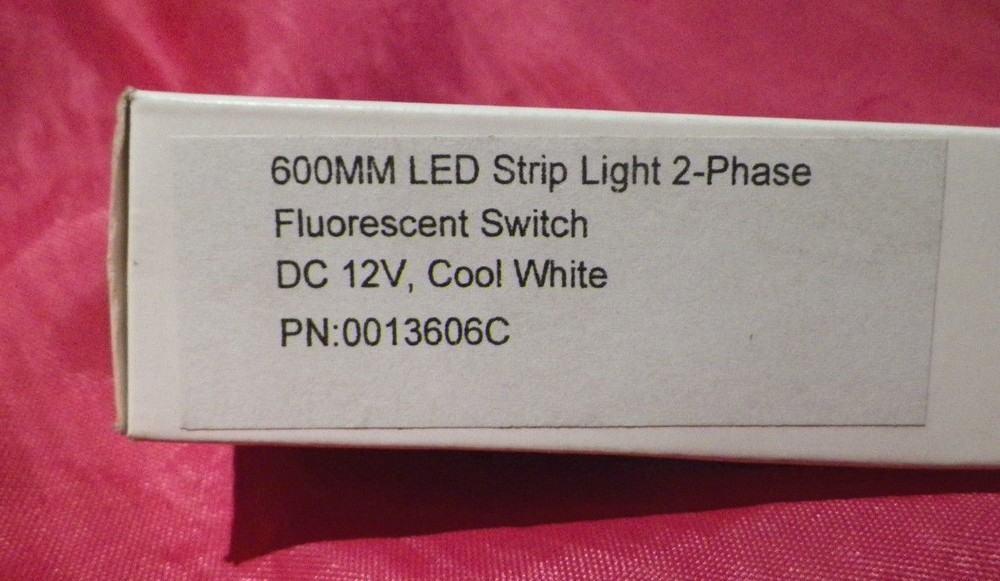 600MM LED Strip Light 2-Phase
Fluorescent Switch
DC 12V, Cool White
PN:0013606C